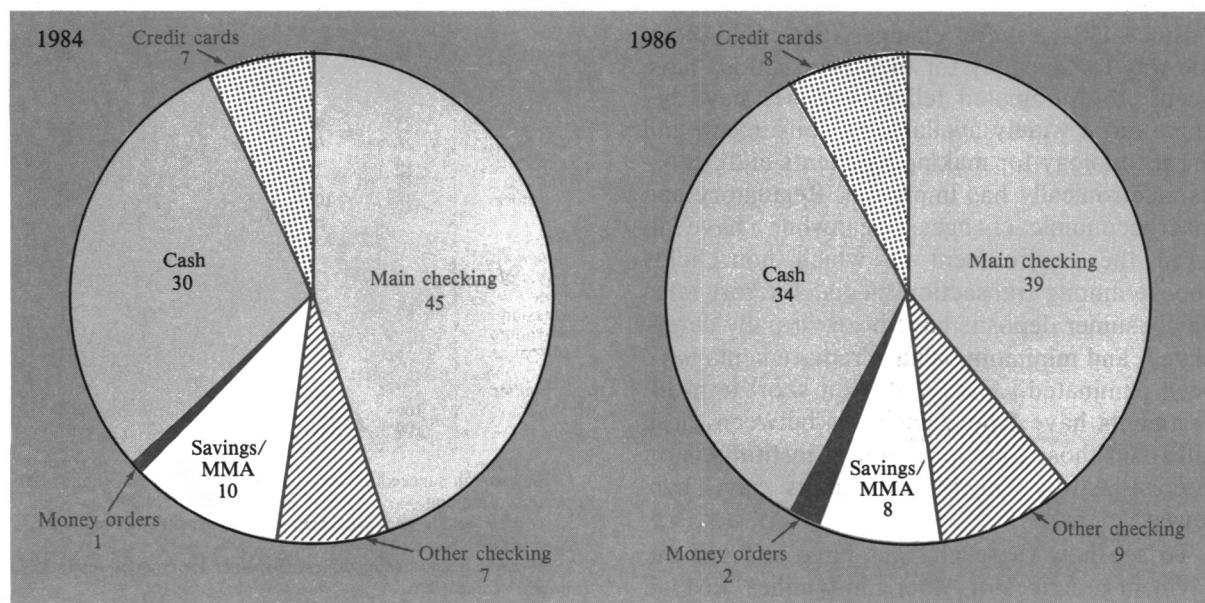 1984
Credit cards
7
Cash
30
Main checking
45
Savings/
MMA
10
Money orders
1
Other checking
7
1986
Credit cards
8
Cash
34
Main checking
39
Savings/
MMA
8
Money orders
2
Other checking
9